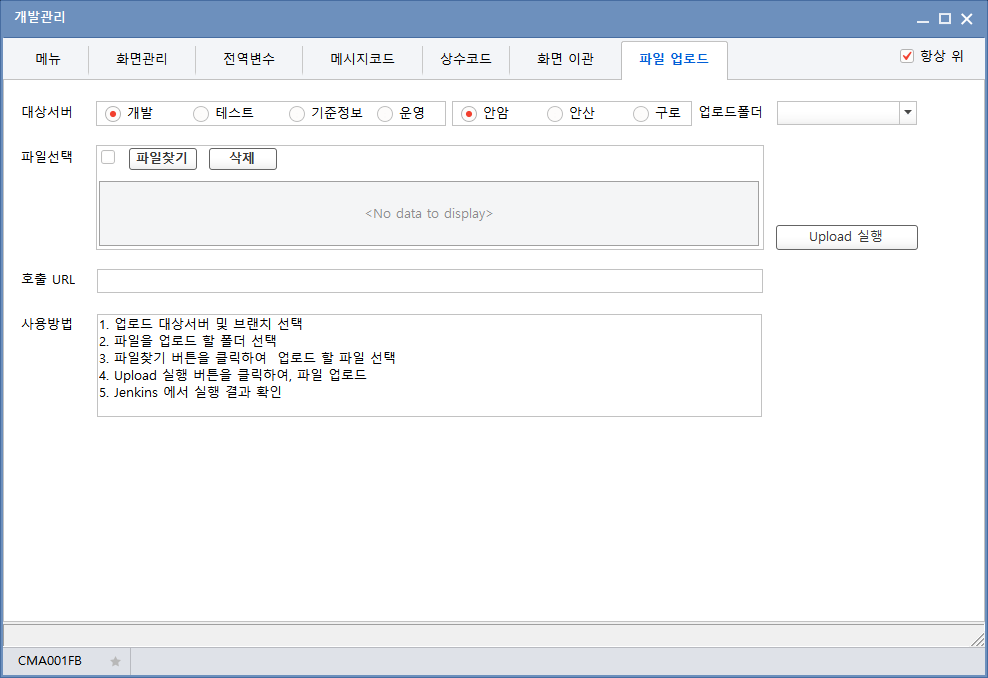 개발관리
메뉴 화면관리 전역변수 메시지코드 상수코드 화면 이관 파일 업로드 항상 위
대상서버 개발 테스트 기준정보 운영 안암 안산 구로 업로드폴더
파일선택 파일찾기 삭제
<No data to display>
Upload 실행
호출 URL
사용방법
1. 업로드 대상서버 및 브랜치 선택
2. 파일을 업로드 할 폴더 선택
3. 파일찾기 버튼을 클릭하여  업로드 할 파일 선택
4. Upload 실행 버튼을 클릭하여, 파일 업로드
5. Jenkins 에서 실행 결과 확인
CMA001FB